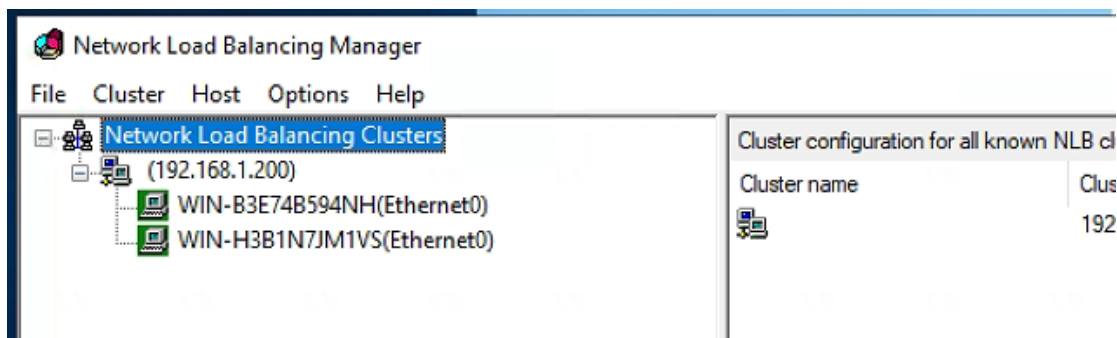 Network Load Balancing Manager
File Cluster Host Options Help
Network Load Balancing Clusters
(192.168.1.200)
WIN-B3E74B594NH(Ethernet0)
WIN-H3B1N7JM1VS(Ethernet0)
Cluster configuration for all known NLB cl
Cluster name Clus
192